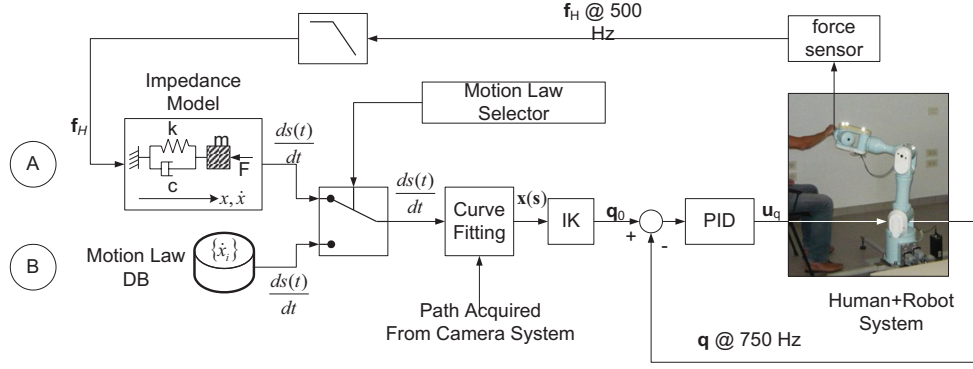 f_H @ 500
Hz
force
sensor
Impedance
Model
Motion Law
Selector
f_H
k
m
F
c
x, ẋ
ds(t)
dt
A
ds(t)
dt
x(s)
Curve
Fitting
IK
q_0
+
-
PID
u_q
B
Motion Law
DB
{ẋ_i}
ds(t)
dt
Path Acquired
From Camera System
Human+Robot
System
q @ 750 Hz